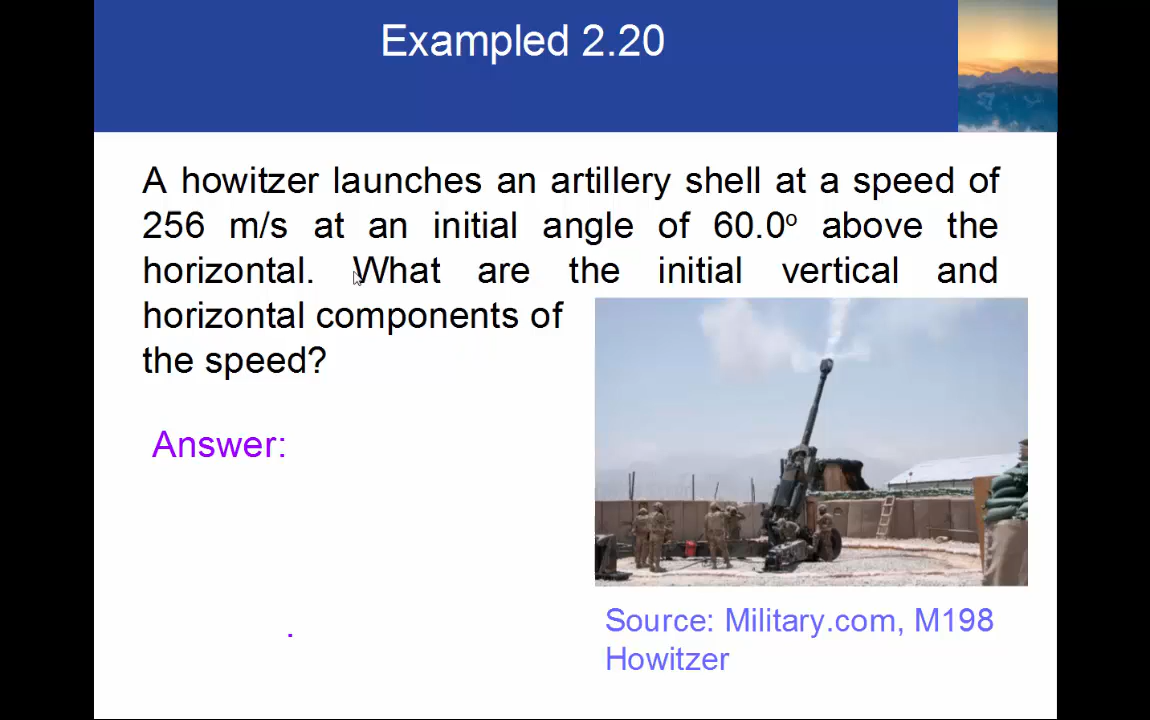 Exampled 2.20
A howitzer launches an artillery shell at a speed of
256 m/s at an initial angle of 60.0º above the
horizontal. What are the initial vertical and
horizontal components of
the speed?
Answer:
.
Source: Military.com, M198
Howitzer